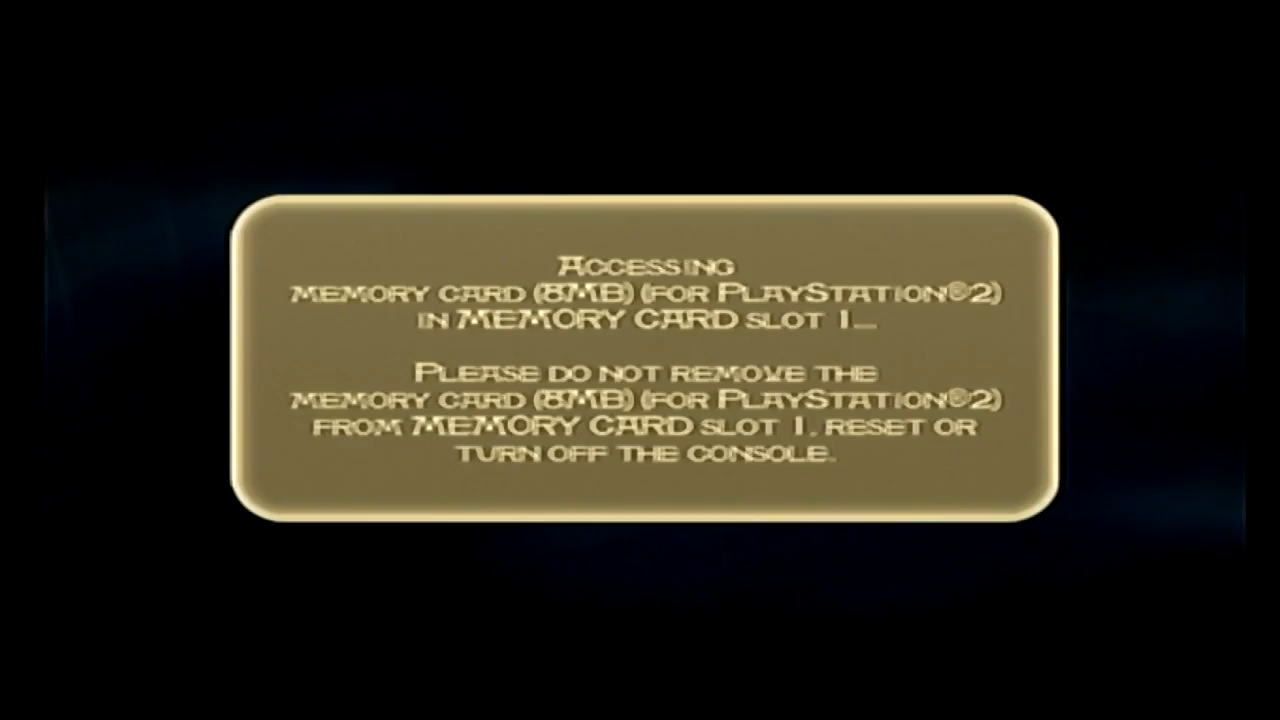 Accessing
memory card (8MB) (for PlayStation®2)
in MEMORY CARD slot 1...
Please do not remove the
memory card (8MB) (for PlayStation®2)
from MEMORY CARD slot 1, reset or
turn off the console.